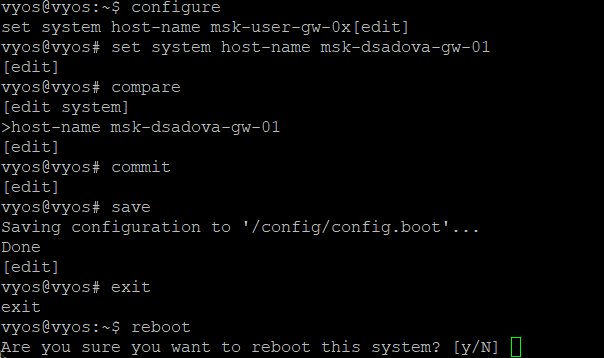 vyos@vyos:~$ configure
set system host-name msk-user-gw-0x[edit]
vyos@vyos# set system host-name msk-dsadova-gw-01
[edit]
vyos@vyos# compare
[edit system]
>host-name msk-dsadova-gw-01
[edit]
vyos@vyos# commit
[edit]
vyos@vyos# save
Saving configuration to '/config/config.boot'...
Done
[edit]
vyos@vyos# exit
exit
vyos@vyos:~$ reboot
Are you sure you want to reboot this system? [y/N]